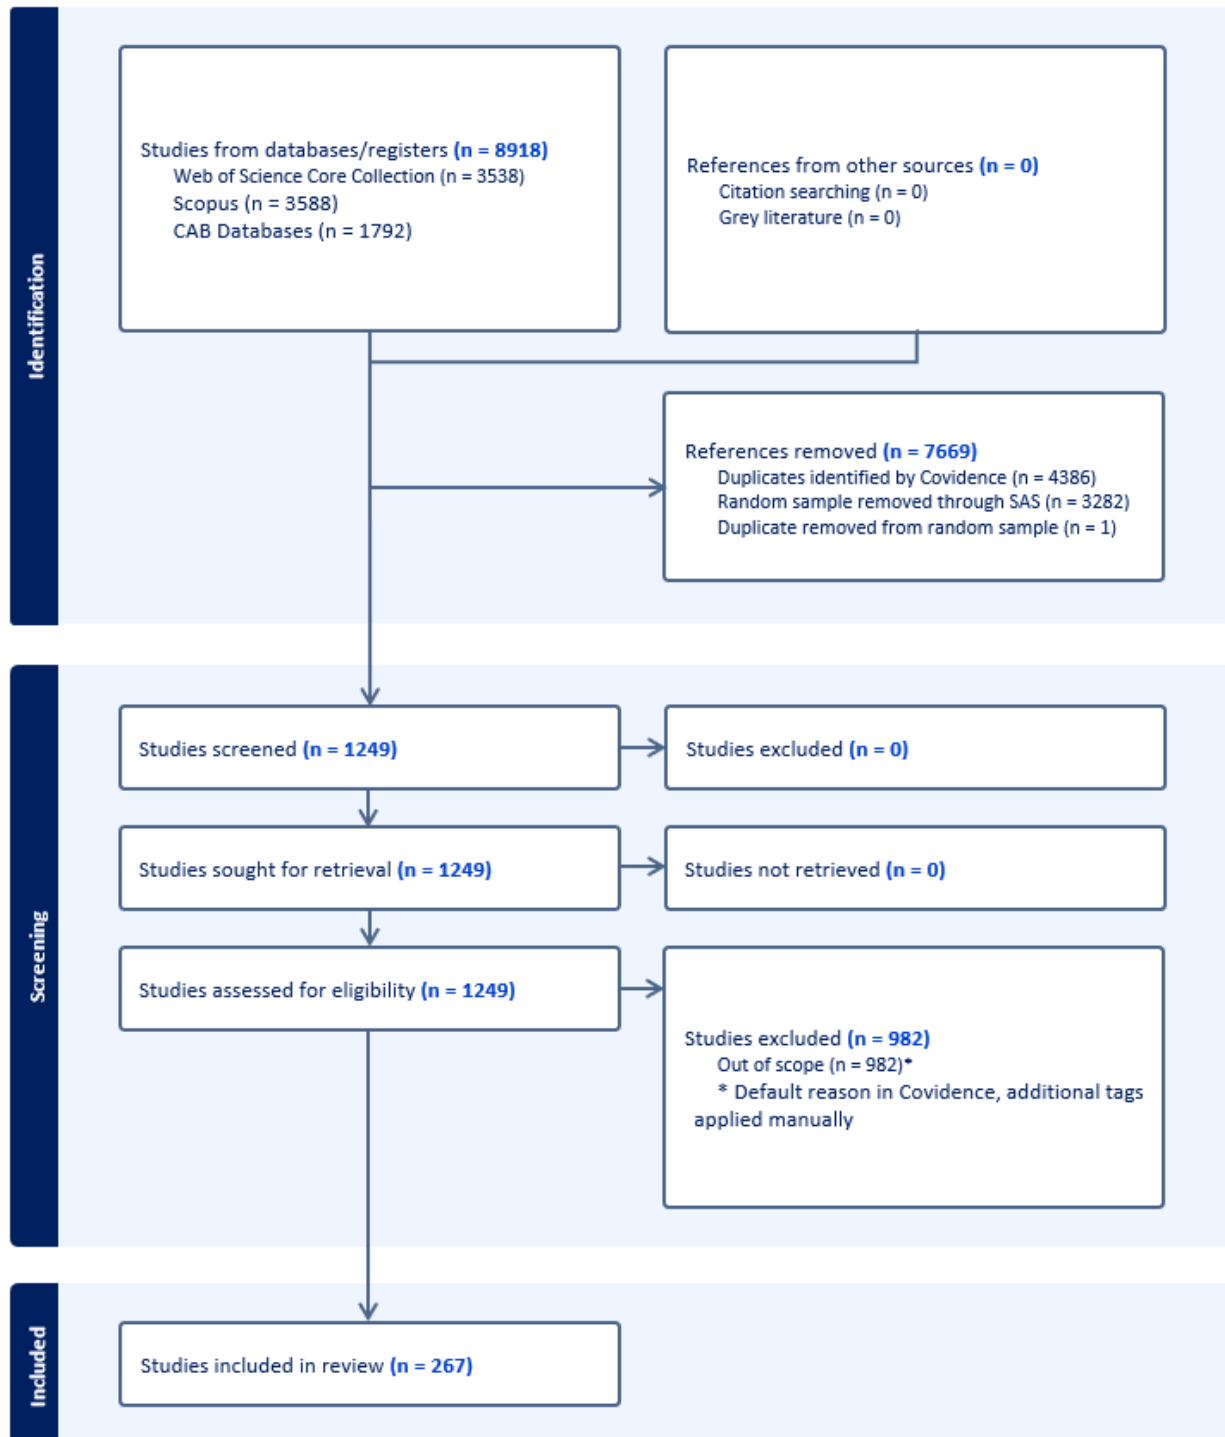 Identification
Studies from databases/registers (n = 8918)
Web of Science Core Collection (n = 3538)
Scopus (n = 3588)
CAB Databases (n = 1792)
References from other sources (n = 0)
Citation searching (n = 0)
Grey literature (n = 0)
References removed (n = 7669)
Duplicates identified by Covidence (n = 4386)
Random sample removed through SAS (n = 3282)
Duplicate removed from random sample (n = 1)
Screening
Studies screened (n = 1249)
Studies excluded (n = 0)
Studies sought for retrieval (n = 1249)
Studies not retrieved (n = 0)
Studies assessed for eligibility (n = 1249)
Studies excluded (n = 982)
Out of scope (n = 982)*
* Default reason in Covidence, additional tags
applied manually
Included
Studies included in review (n = 267)